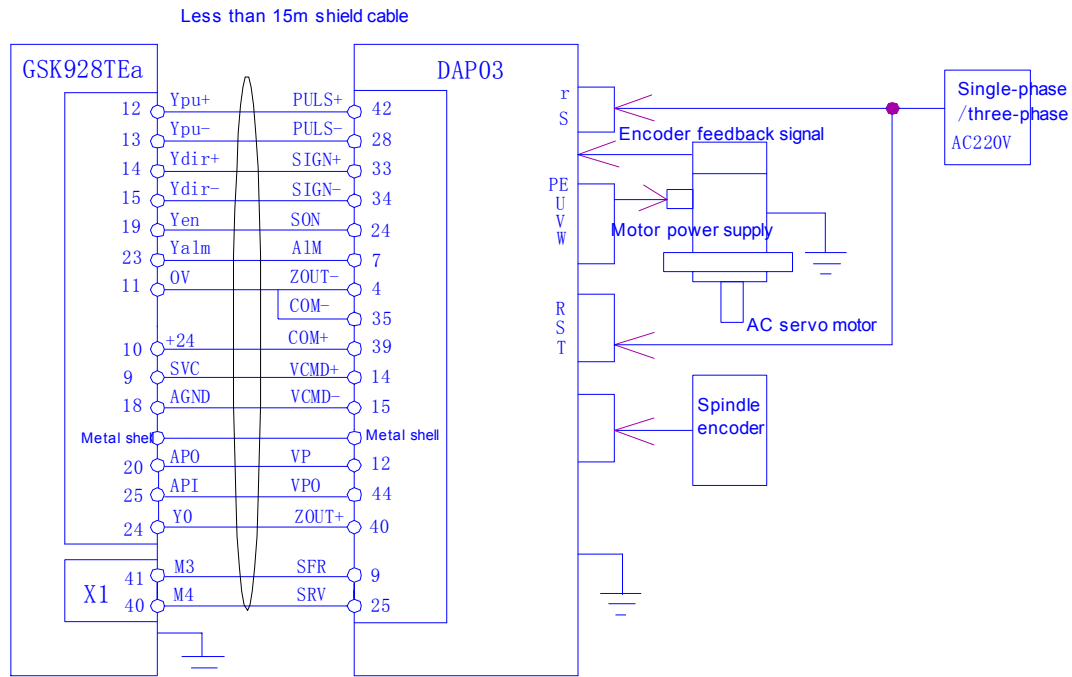 Less than 15m shield cable
GSK928TEa
DAP03
12 Ypu+ PULS+ 42
13 Ypu- PULS- 28
14 Ydir+ SIGN+ 33
15 Ydir- SIGN- 34
19 Yen SON 24
23 Yalm AlM 7
11 0V ZOUT- 4
COM- 35
10 +24 COM+ 39
9 SVC VCMD+ 14
18 AGND VCMD- 15
Metal shell Metal shell
20 APO VP 12
25 API VPO 44
24 Y0 ZOUT+ 40
X1
41 M3 SFR 9
40 M4 SRV 25
r
S
Encoder feedback signal
PE
U
V
W
Motor power supply
R
S
T
AC servo motor
Spindle
encoder
Single-phase
/three-phase
AC220V